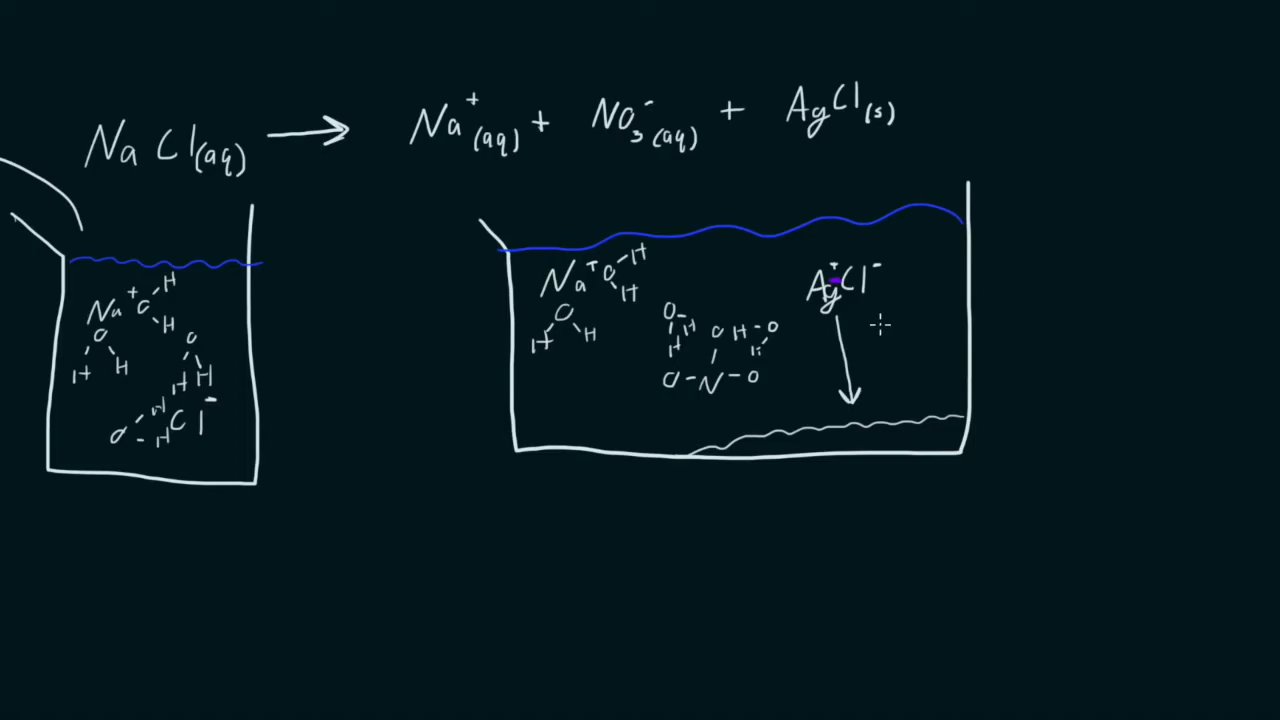 NaCl(aq) → Na⁺(aq) + NO₃⁻(aq) + AgCl(s)
Na⁺ O H H
O H H
O H H
O H H Cl⁻
Na⁺ O H H
O H H
O H H
O H H O
O-N-O
Ag⁺Cl⁻